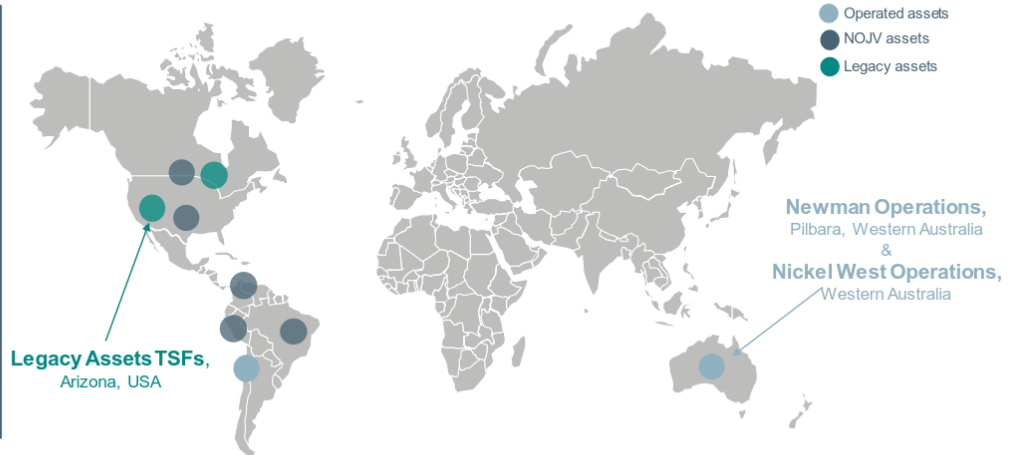 Operated assets
NOJV assets
Legacy assets
Newman Operations,
Pilbara, Western Australia
&
Nickel West Operations,
Western Australia
Legacy Assets TSFs,
Arizona, USA